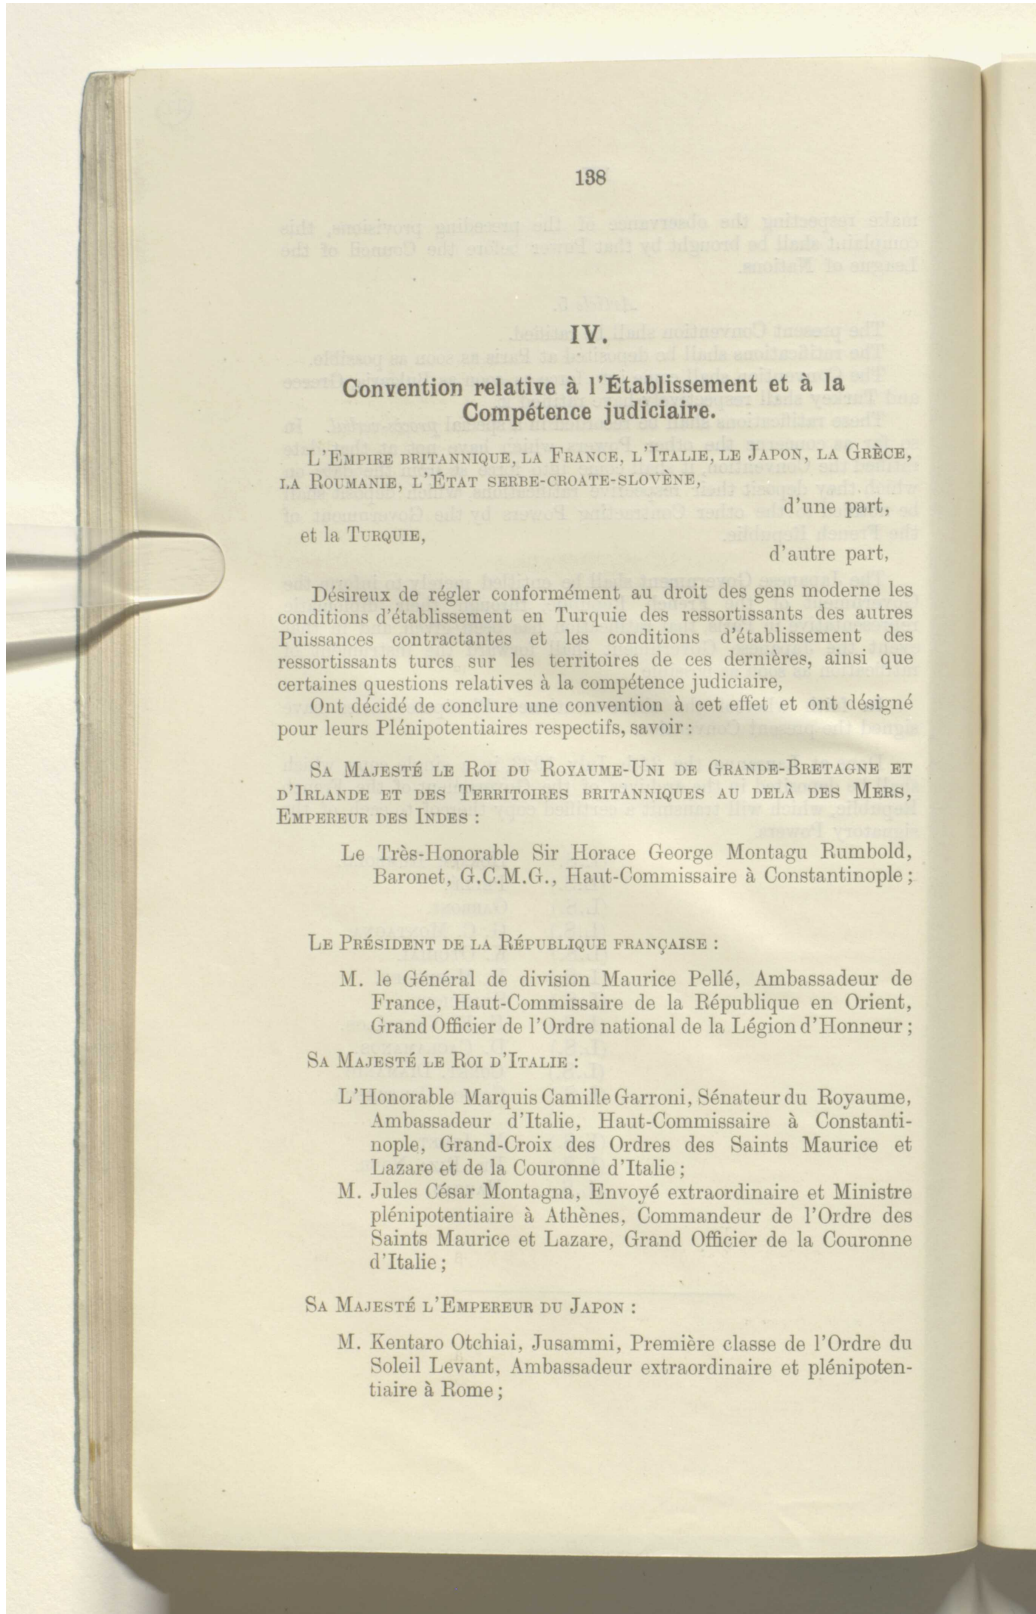 138
IV.
Convention relative à l'Établissement et à la
Compétence judiciaire.
L'Empire britannique, la France, l'Italie, le Japon, la Grèce,
la Roumanie, l'État serbe-croate-slovène,
d'une part,
et la Turquie,
d'autre part,
Désireux de régler conformément au droit des gens moderne les
conditions d'établissement en Turquie des ressortissants des autres
Puissances contractantes et les conditions d'établissement des
ressortissants turcs sur les territoires de ces dernières, ainsi que
certaines questions relatives à la compétence judiciaire,
Ont décidé de conclure une convention à cet effet et ont désigné
pour leurs Plénipotentiaires respectifs, savoir :
Sa Majesté le Roi du Royaume-Uni de Grande-Bretagne et
d'Irlande et des Territoires britanniques au delà des Mers,
Empereur des Indes :
Le Très-Honorable Sir Horace George Montagu Rumbold,
Baronet, G.C.M.G., Haut-Commissaire à Constantinople ;
Le Président de la République française :
M. le Général de division Maurice Pellé, Ambassadeur de
France, Haut-Commissaire de la République en Orient,
Grand Officier de l'Ordre national de la Légion d'Honneur ;
Sa Majesté le Roi d'Italie :
L'Honorable Marquis Camille Garroni, Sénateur du Royaume,
Ambassadeur d'Italie, Haut-Commissaire à Constanti-
nople, Grand-Croix des Ordres des Saints Maurice et
Lazare et de la Couronne d'Italie ;
M. Jules César Montagna, Envoyé extraordinaire et Ministre
plénipotentiaire à Athènes, Commandeur de l'Ordre des
Saints Maurice et Lazare, Grand Officier de la Couronne
d'Italie ;
Sa Majesté l'Empereur du Japon :
M. Kentaro Otchiai, Jusammi, Première classe de l'Ordre du
Soleil Levant, Ambassadeur extraordinaire et plénipoten-
tiaire à Rome ;